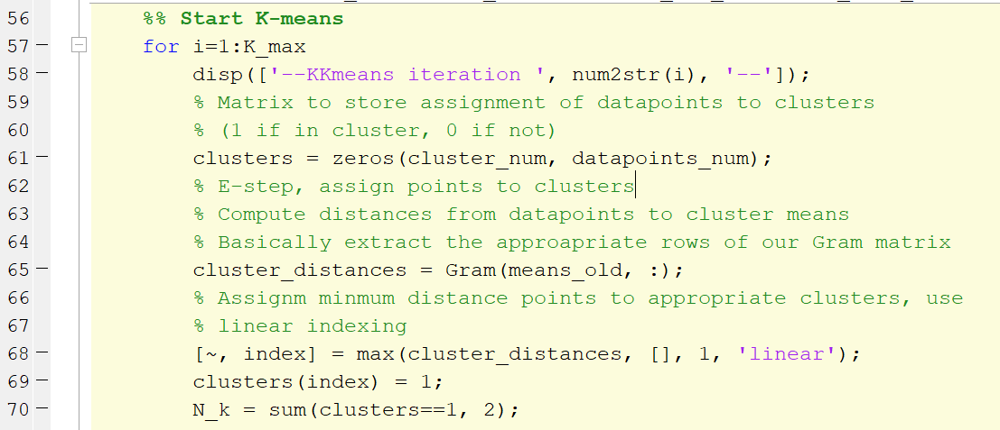 56 %% Start K-means
57 for i=1:K_max
58 disp(['--KKmeans iteration ', num2str(i), '--']);
59 % Matrix to store assignment of datapoints to clusters
60 % (1 if in cluster, 0 if not)
61 clusters = zeros(cluster_num, datapoints_num);
62 % E-step, assign points to clusters
63 % Compute distances from datapoints to cluster means
64 % Basically extract the approapriate rows of our Gram matrix
65 cluster_distances = Gram(means_old, :);
66 % Assignm minmum distance points to appropriate clusters, use
67 % linear indexing
68 [~, index] = max(cluster_distances, [], 1, 'linear');
69 clusters(index) = 1;
70 N_k = sum(clusters==1, 2);